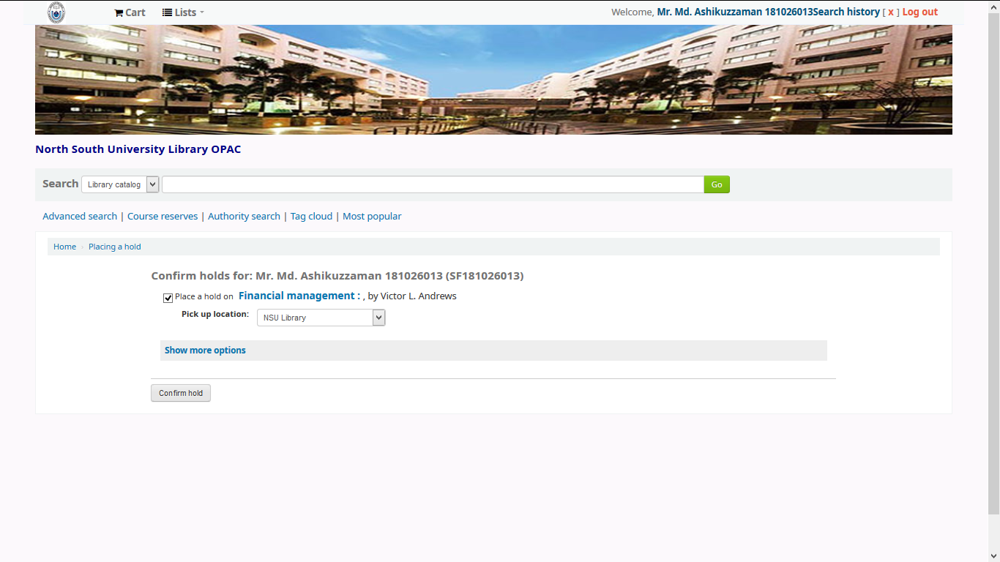 Cart Lists Welcome, Mr. Md. Ashikuzzaman 181026013Search history [ x ] Log out
North South University Library OPAC
Search Library catalog Go
Advanced search | Course reserves | Authority search | Tag cloud | Most popular
Home › Placing a hold
Confirm holds for: Mr. Md. Ashikuzzaman 181026013 (SF181026013)
Place a hold on Financial management : , by Victor L. Andrews
Pick up location: NSU Library
Show more options
Confirm hold